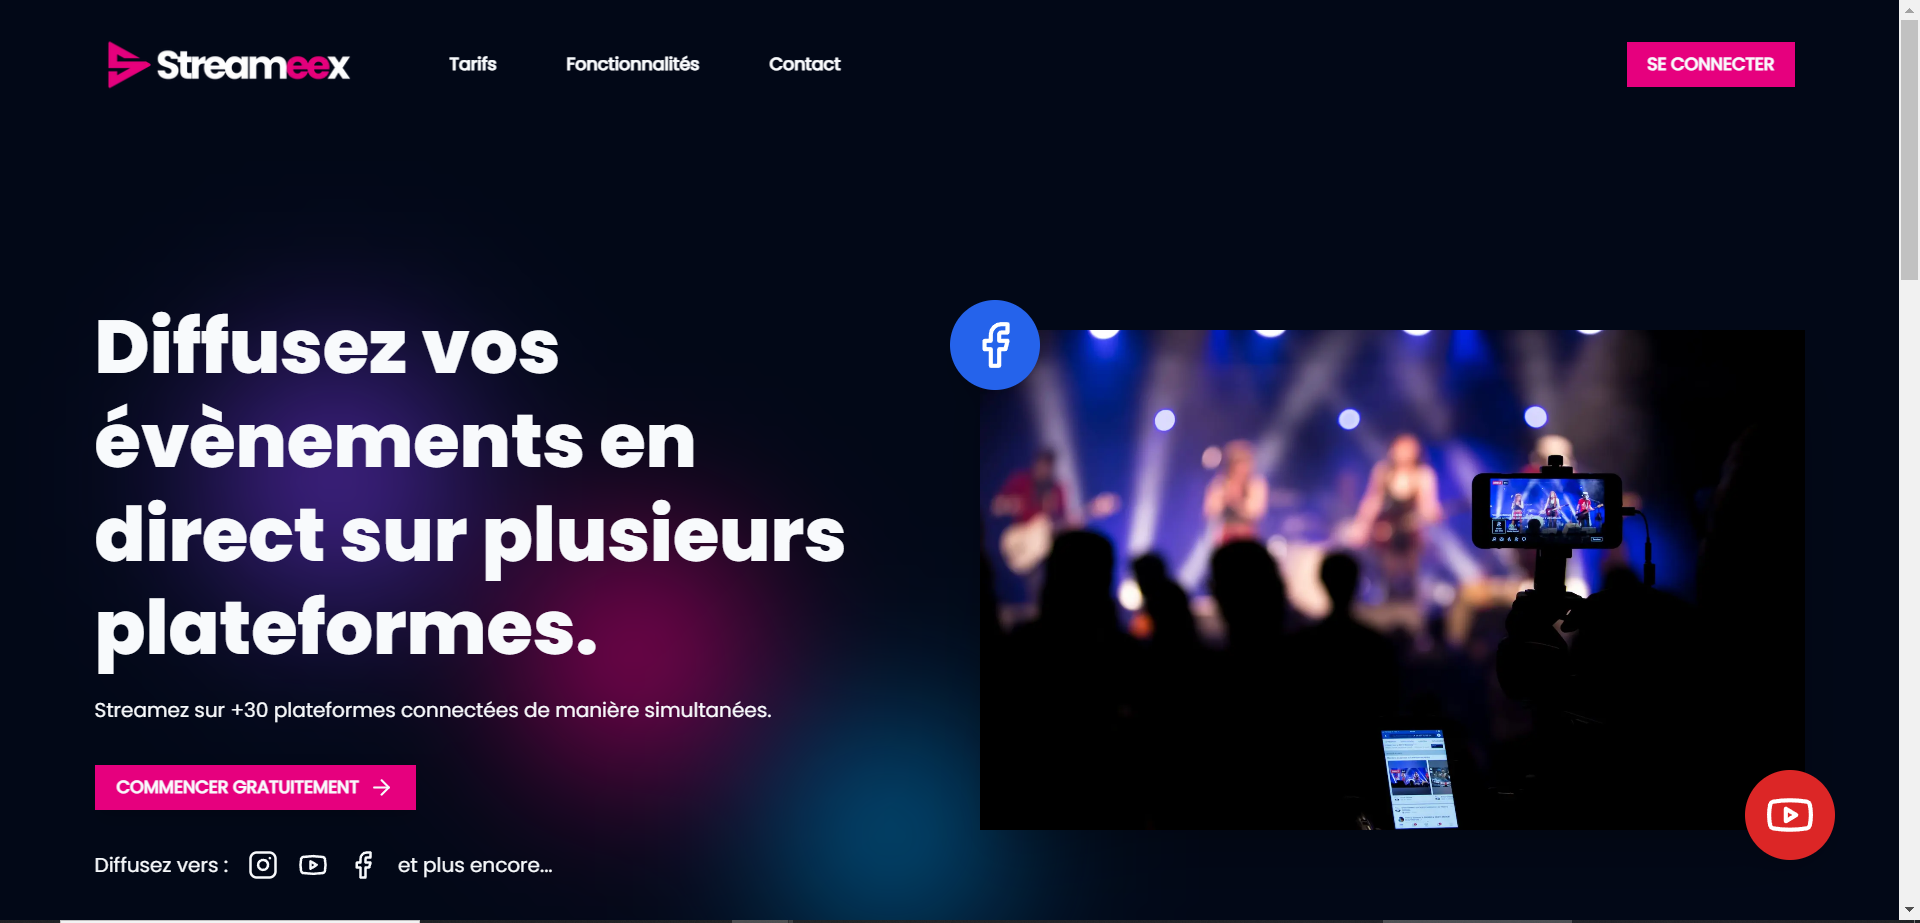 Streameex
Tarifs
Fonctionnalités
Contact
SE CONNECTER
Diffusez vos
évènements en
direct sur plusieurs
plateformes.
Streamez sur +30 plateformes connectées de manière simultanées.
COMMENCER GRATUITEMENT
Diffusez vers :
et plus encore...